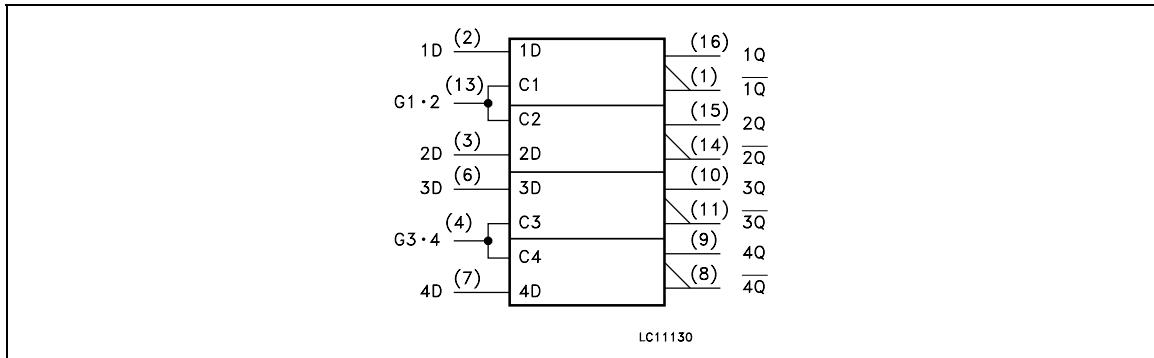 1D (2) 1D (16) 1Q
(13) C1 (1) 1Q̅
G1·2
C2 (15) 2Q
2D (3) 2D (14) 2Q̅
3D (6) 3D (10) 3Q
(4) C3 (11) 3Q̅
G3·4
C4 (9) 4Q
4D (7) 4D (8) 4Q̅
LC11130